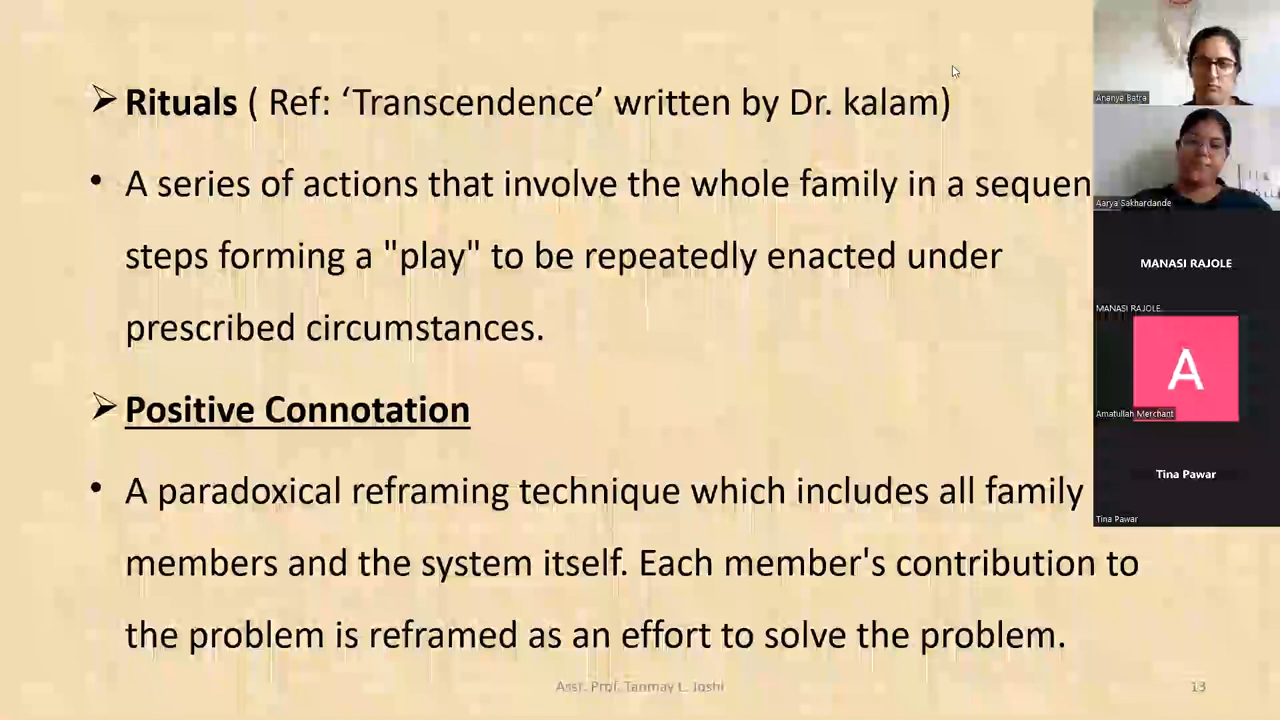 ➢ Rituals ( Ref: ‘Transcendence’ written by Dr. kalam)
• A series of actions that involve the whole family in a sequen
steps forming a "play" to be repeatedly enacted under
prescribed circumstances.
➢ Positive Connotation
• A paradoxical reframing technique which includes all family
members and the system itself. Each member's contribution to
the problem is reframed as an effort to solve the problem.
Asst. Prof. Tanmay L. Joshi
13
Ananya Batra
Aarya Sakhardande
MANASI RAJOLE
MANASI RAJOLE
A
Amatullah Merchant
Tina Pawar
Tina Pawar